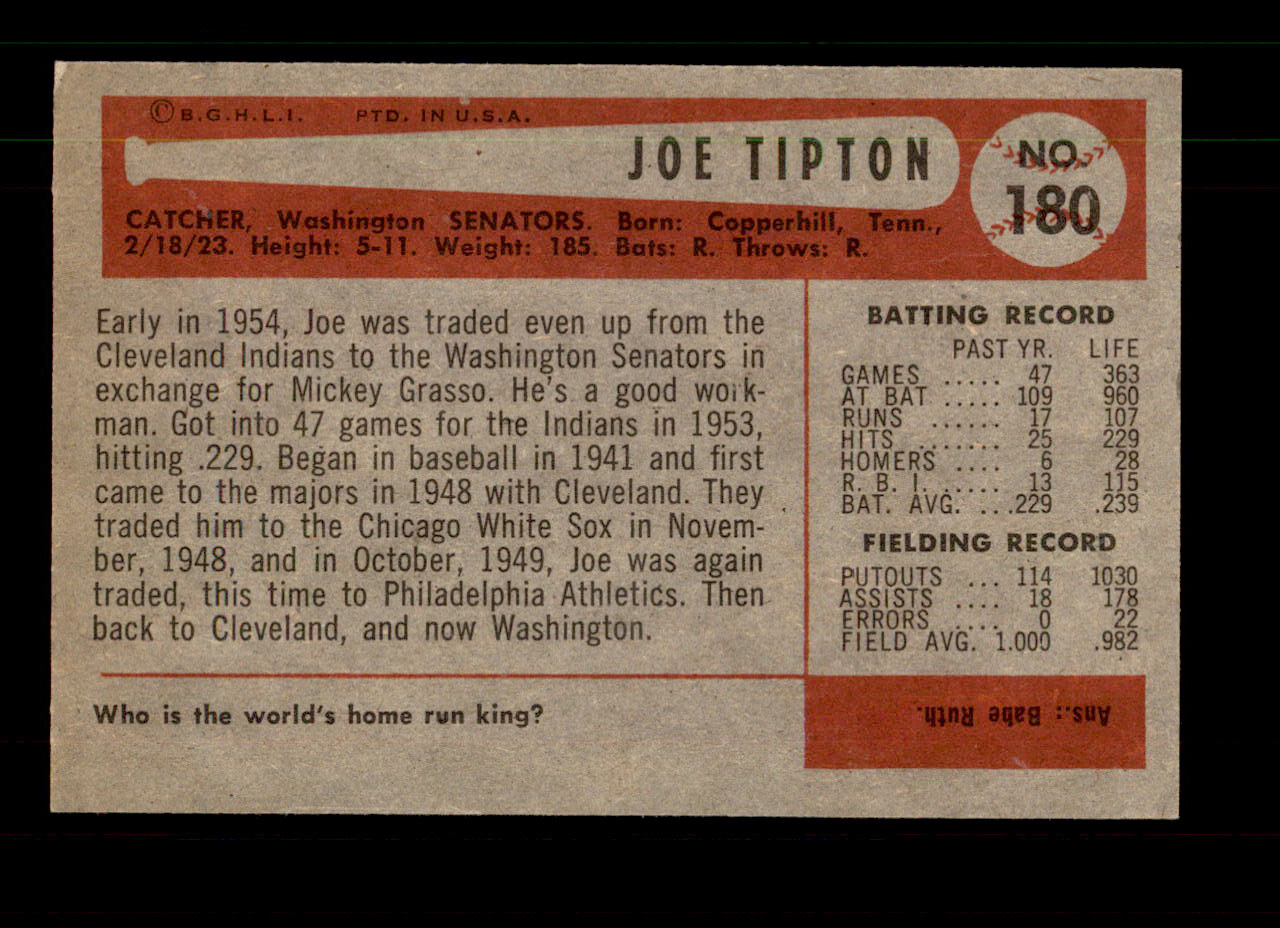 © B.G.H.L.I. PTD. IN U.S.A.
JOE TIPTON
NO. 180
CATCHER, Washington SENATORS. Born: Copperhill, Tenn.,
2/18/23. Height: 5-11. Weight: 185. Bats: R. Throws: R.
Early in 1954, Joe was traded even up from the
Cleveland Indians to the Washington Senators in
exchange for Mickey Grasso. He's a good work-
man. Got into 47 games for the Indians in 1953,
hitting .229. Began in baseball in 1941 and first
came to the majors in 1948 with Cleveland. They
traded him to the Chicago White Sox in Novem-
ber, 1948, and in October, 1949, Joe was again
traded, this time to Philadelphia Athletics. Then
back to Cleveland, and now Washington.
BATTING RECORD
PAST YR. LIFE
GAMES ..... 47 363
AT BAT ..... 109 960
RUNS ...... 17 107
HITS ....... 25 229
HOMERS .... 6 28
R. B. I. ..... 13 115
BAT. AVG. ...229 .239
FIELDING RECORD
PUTOUTS ... 114 1030
ASSISTS .... 18 178
ERRORS .... 0 22
FIELD AVG. 1.000 .982
Who is the world's home run king?
Ans.: Babe Ruth.